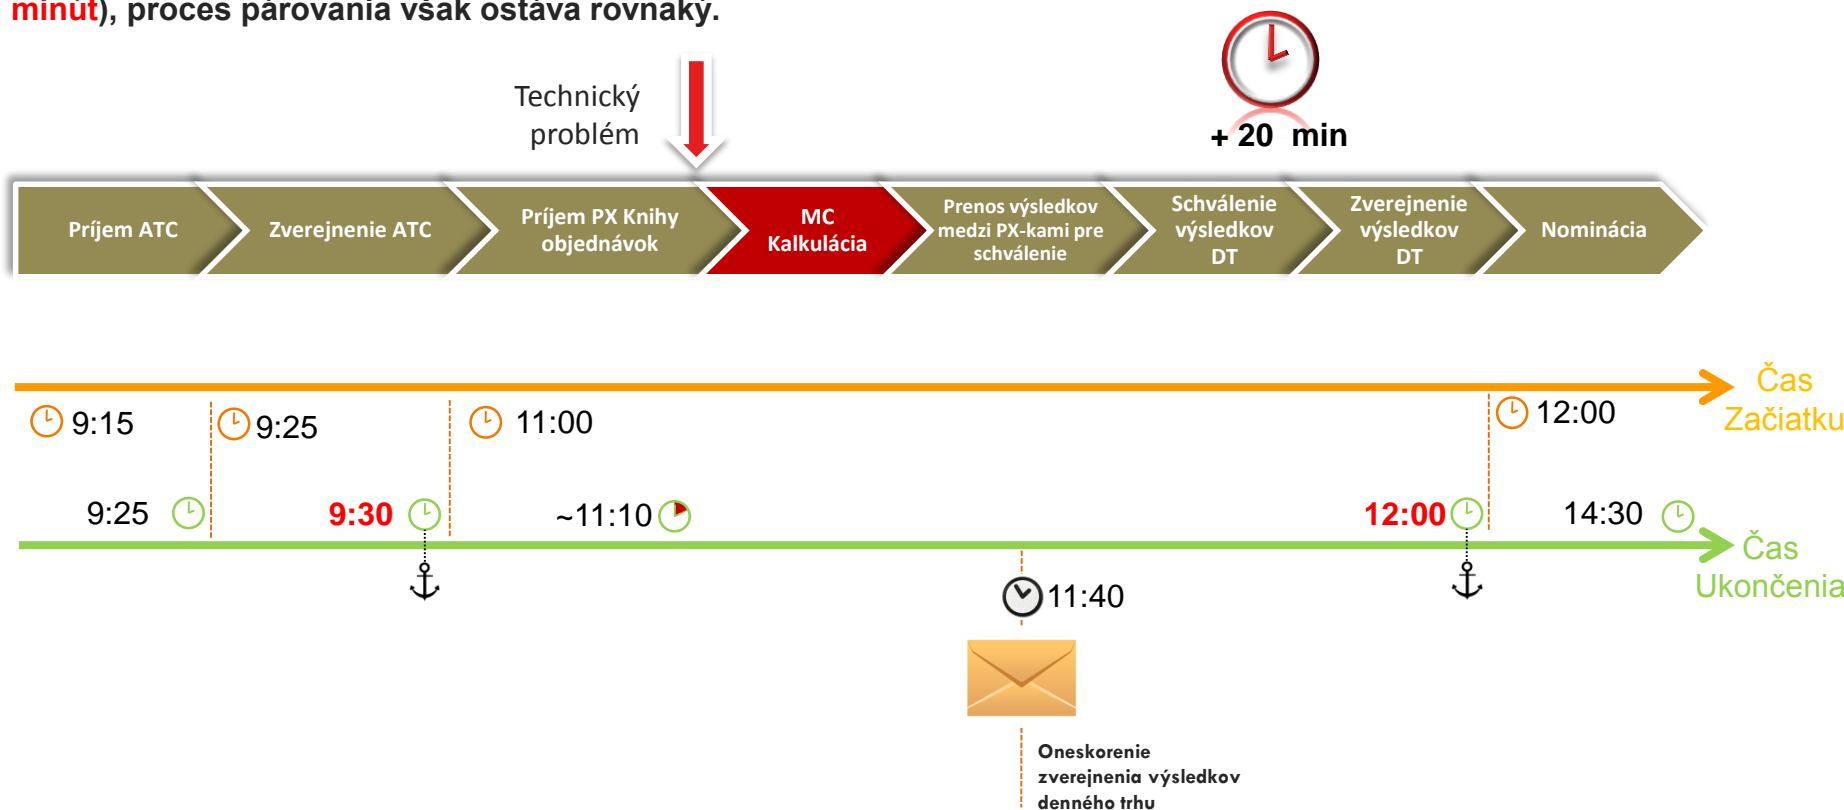 minút), proces párovania však ostáva rovnaký.
Technický
problém
+ 20 min
Príjem ATC
Zverejnenie ATC
Príjem PX Knihy
objednávok
MC
Kalkulácia
Prenos výsledkov
medzi PX-kami pre
schválenie
Schválenie
výsledkov
DT
Zverejnenie
výsledkov
DT
Nominácia
Čas
Začiatku
9:15
9:25
11:00
12:00
9:25
9:30
~11:10
12:00
14:30
Čas
Ukončenia
11:40
Oneskorenie
zverejnenia výsledkov
denného trhu